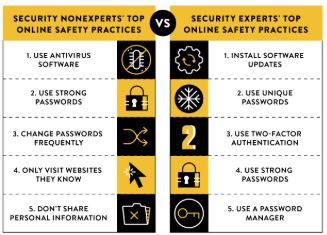 SECURITY NONEXPERTS' TOP
ONLINE SAFETY PRACTICES
VS
SECURITY EXPERTS' TOP
ONLINE SAFETY PRACTICES
1. USE ANTIVIRUS
SOFTWARE
1. INSTALL SOFTWARE
UPDATES
2. USE STRONG
PASSWORDS
2. USE UNIQUE
PASSWORDS
3. CHANGE PASSWORDS
FREQUENTLY
2
3. USE TWO-FACTOR
AUTHENTICATION
4. ONLY VISIT WEBSITES
THEY KNOW
4. USE STRONG
PASSWORDS
5. DON'T SHARE
PERSONAL INFORMATION
5. USE A PASSWORD
MANAGER